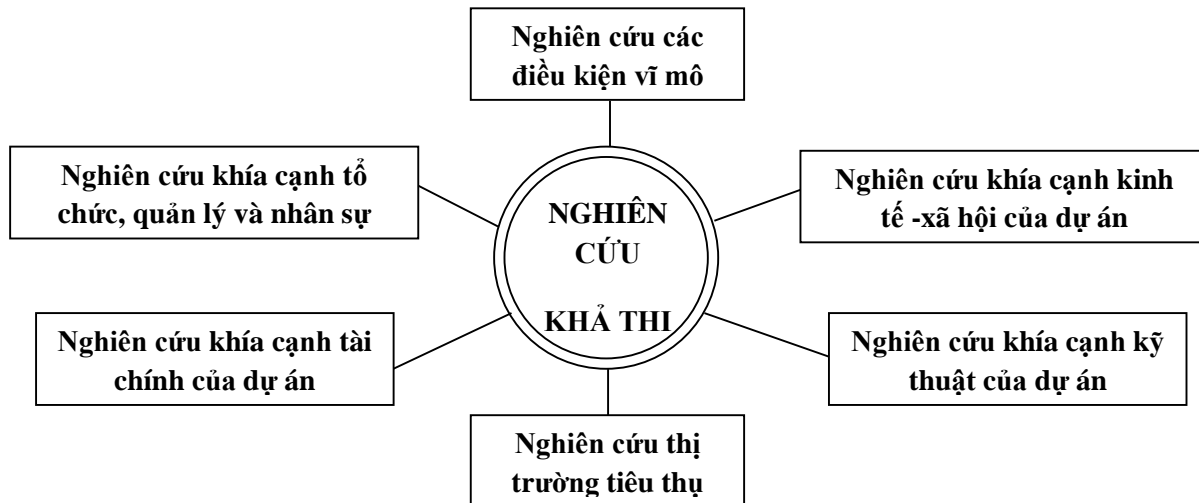 Nghiên cứu các
điều kiện vĩ mô
Nghiên cứu khía cạnh tổ
chức, quản lý và nhân sự
Nghiên cứu khía cạnh kinh
tế -xã hội của dự án
NGHIÊN
CỨU
KHẢ THI
Nghiên cứu khía cạnh tài
chính của dự án
Nghiên cứu khía cạnh kỹ
thuật của dự án
Nghiên cứu thị
trường tiêu thụ